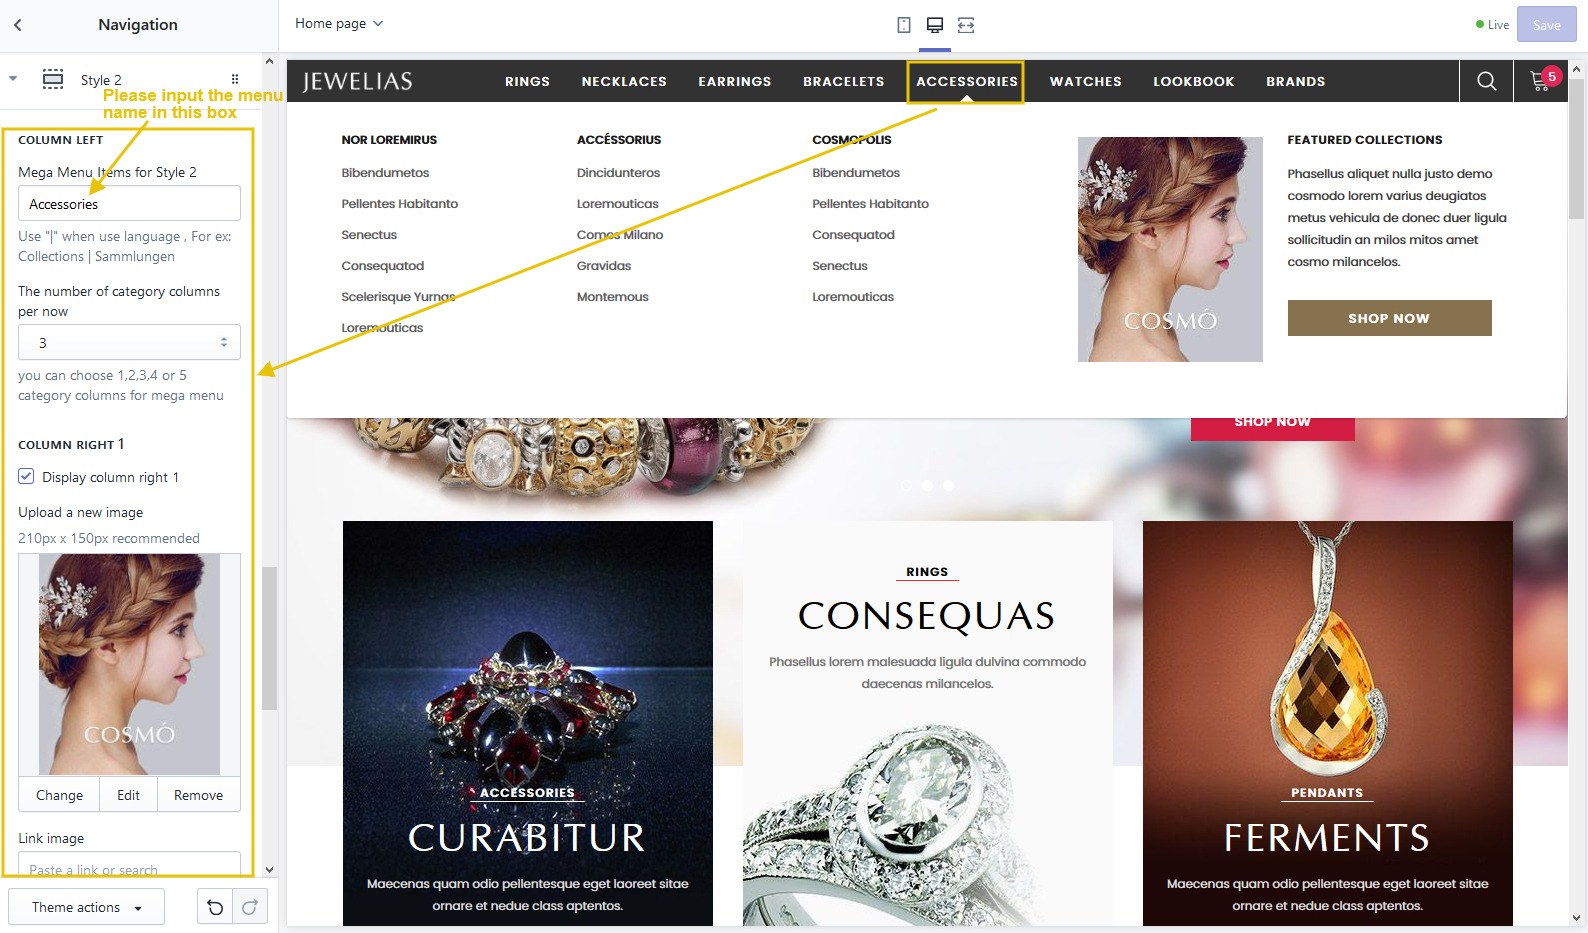 Navigation
Home page
Live
Save
Style 2
Please input the menu
name in this box
COLUMN LEFT
Mega Menu Items for Style 2
Accessories
Use "|" when use language , For ex:
Collections | Sammlungen
The number of category columns
per now
3
you can choose 1,2,3,4 or 5
category columns for mega menu
COLUMN RIGHT 1
Display column right 1
Upload a new image
210px x 150px recommended
COSMÓ
Change Edit Remove
Link image
Paste a link or search
Theme actions
JEWELIAS RINGS NECKLACES EARRINGS BRACELETS ACCESSORIES WATCHES LOOKBOOK BRANDS 5
NOR LOREMIRUS
Bibendumetos
Pellentes Habitanto
Senectus
Consequatod
Scelerisque Yurnas
Loremouticas
ACCÉSSORIUS
Dincidunteros
Loremouticas
Comos Milano
Gravidas
Montemous
COSMOPOLIS
Bibendumetos
Pellentes Habitanto
Consequatod
Senectus
Loremouticas
COSMÓ
FEATURED COLLECTIONS
Phasellus aliquet nulla justo demo
cosmodo lorem varius deugiatos
metus vehicula de donec duer ligula
sollicitudin an milos mitos amet
cosmo milancelos.
SHOP NOW
SHOP NOW
ACCESSORIES
CURABITUR
Maecenas quam odio pellentesque eget laoreet sitae
ornare et nedue class aptentos.
RINGS
CONSEQUAS
Phasellus lorem malesuada ligula dulvina commodo
daecenas milancelos.
PENDANTS
FERMENTS
Maecenas quam odio pellentesque eget laoreet sitae
ornare et nedue class aptentos.